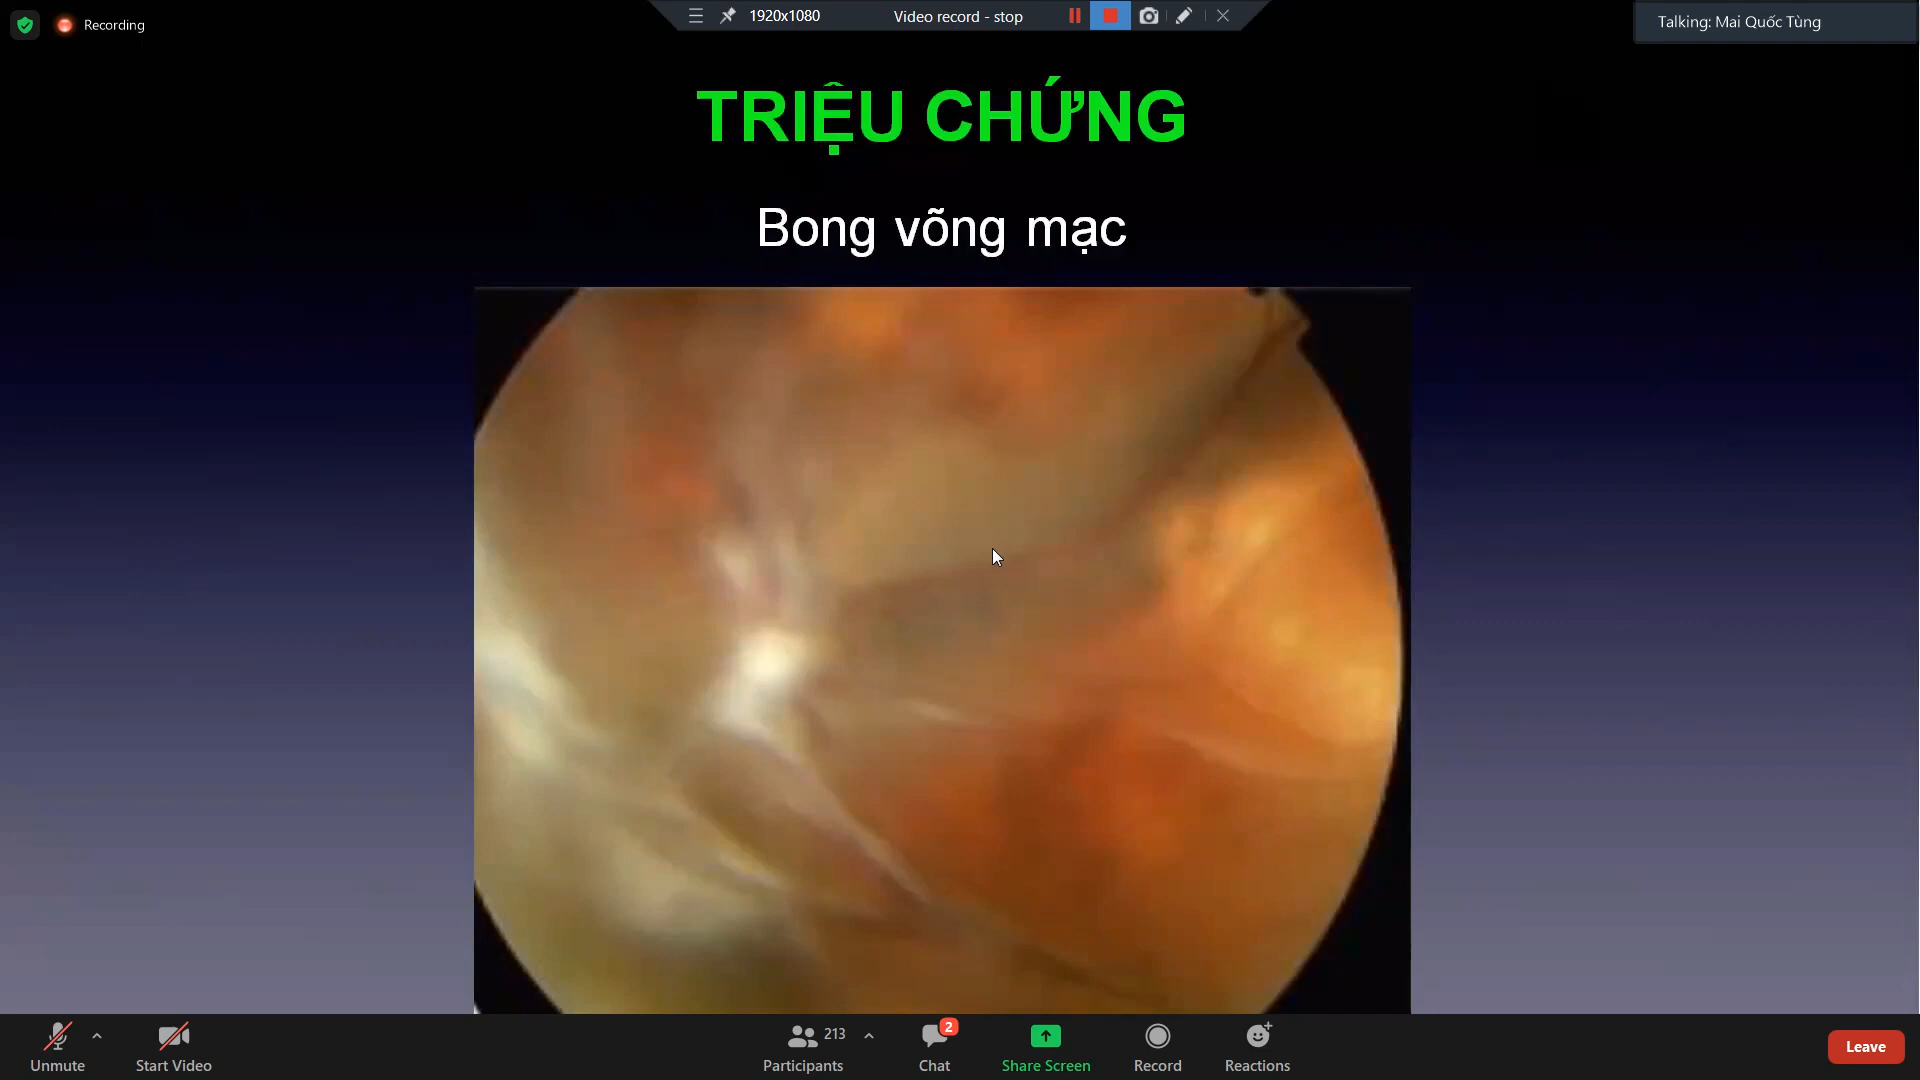 Recording
1920x1080
Video record - stop
Talking: Mai Quốc Tùng
TRIỆU CHỨNG
Bong võng mạc
Unmute
Start Video
213
Participants
2
Chat
Share Screen
Record
Reactions
Leave